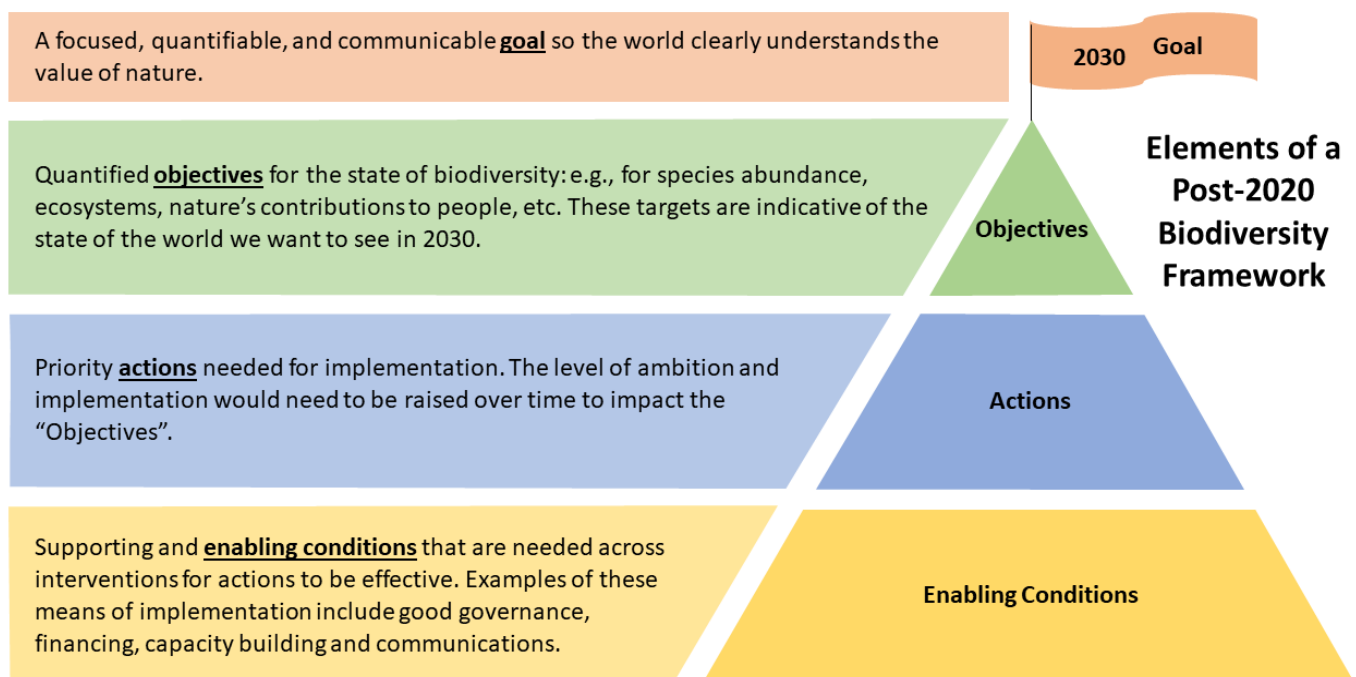 A focused, quantifiable, and communicable goal so the world clearly understands the
value of nature.
2030 Goal
Elements of a
Post-2020
Biodiversity
Framework
Quantified objectives for the state of biodiversity: e.g., for species abundance,
ecosystems, nature's contributions to people, etc. These targets are indicative of the
state of the world we want to see in 2030.
Objectives
Priority actions needed for implementation. The level of ambition and
implementation would need to be raised over time to impact the
“Objectives”.
Actions
Supporting and enabling conditions that are needed across
interventions for actions to be effective. Examples of these
means of implementation include good governance,
financing, capacity building and communications.
Enabling Conditions